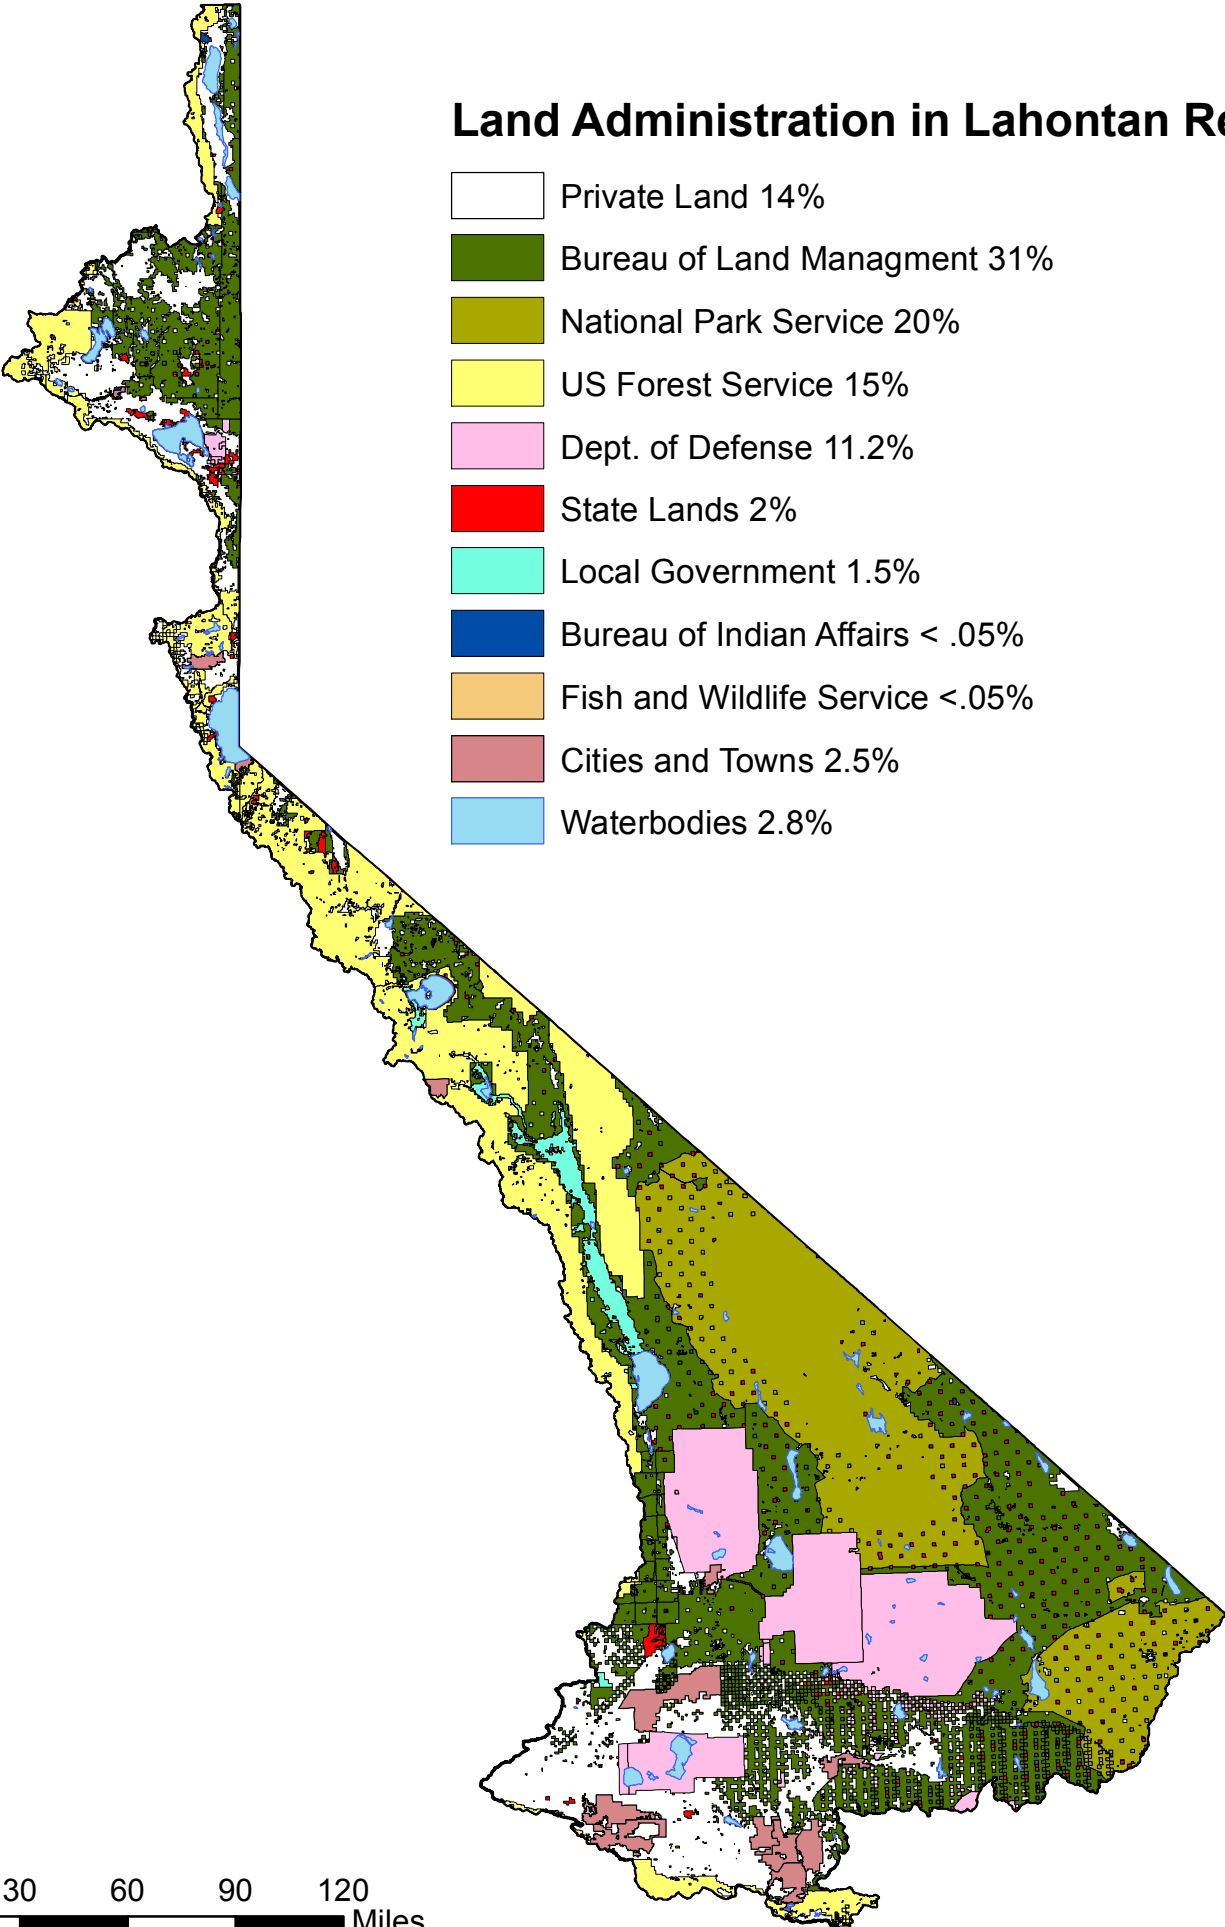 Land Administration in Lahontan Re
Private Land 14%
Bureau of Land Managment 31%
National Park Service 20%
US Forest Service 15%
Dept. of Defense 11.2%
State Lands 2%
Local Government 1.5%
Bureau of Indian Affairs < .05%
Fish and Wildlife Service <.05%
Cities and Towns 2.5%
Waterbodies 2.8%
30 60 90 120
Miles